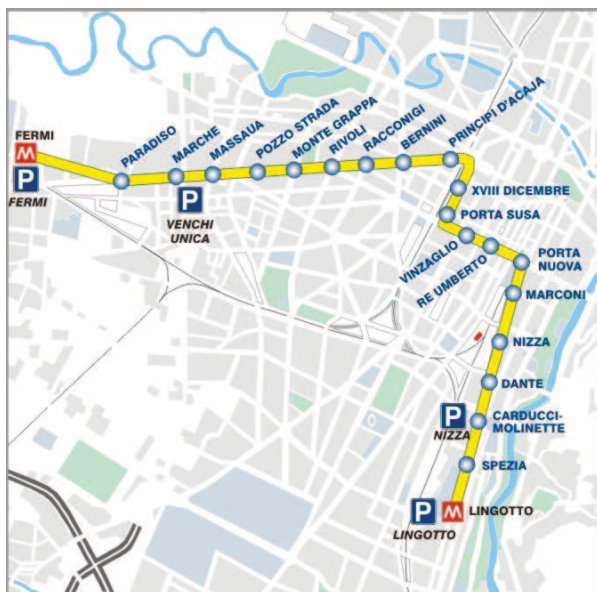 FERMI
M
P
FERMI
PARADISO
MARCHE
MASSAUA
POZZO STRADA
MONTE GRAPPA
RIVOLI
RACCONIGI
BERNINI
PRINCIPI D'ACAJA
P
VENCHI
UNICA
XVIII DICEMBRE
PORTA SUSA
VINZAGLIO
RE UMBERTO
PORTA
NUOVA
MARCONI
NIZZA
DANTE
P
NIZZA
CARDUCCI-
MOLINETTE
SPEZIA
P
LINGOTTO
M
LINGOTTO